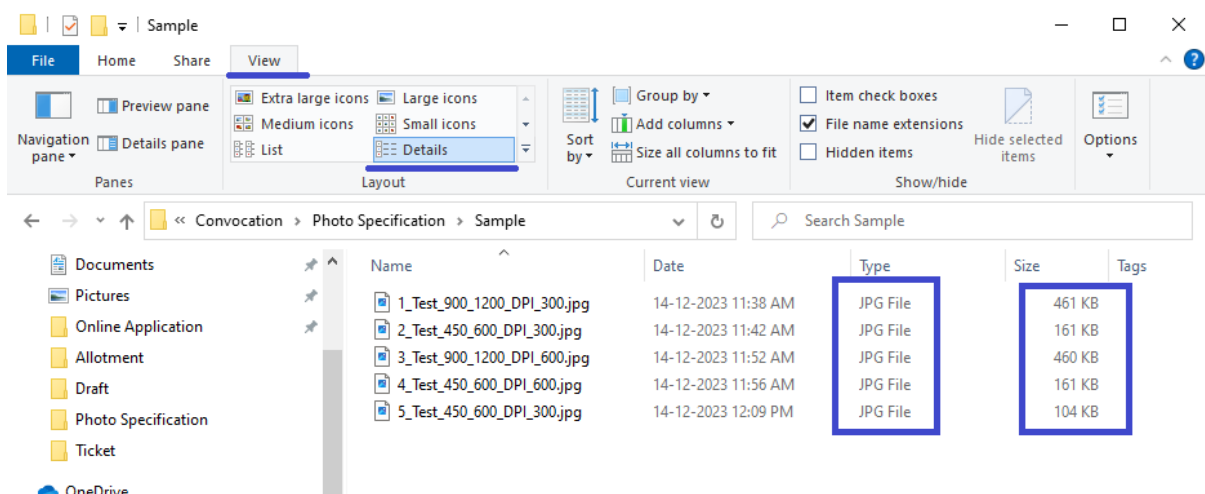 Sample
File Home Share View
Navigation pane
Preview pane
Details pane
Panes
Extra large icons Large icons
Medium icons Small icons
List Details
Layout
Sort by
Group by
Add columns
Size all columns to fit
Current view
Item check boxes
File name extensions
Hidden items
Hide selected items
Show/hide
Options
« Convocation > Photo Specification > Sample
Search Sample
Documents
Pictures
Online Application
Allotment
Draft
Photo Specification
Ticket
OneDrive
Name Date Type Size Tags
1_Test_900_1200_DPI_300.jpg 14-12-2023 11:38 AM JPG File 461 KB
2_Test_450_600_DPI_300.jpg 14-12-2023 11:42 AM JPG File 161 KB
3_Test_900_1200_DPI_600.jpg 14-12-2023 11:52 AM JPG File 460 KB
4_Test_450_600_DPI_600.jpg 14-12-2023 11:56 AM JPG File 161 KB
5_Test_450_600_DPI_300.jpg 14-12-2023 12:09 PM JPG File 104 KB